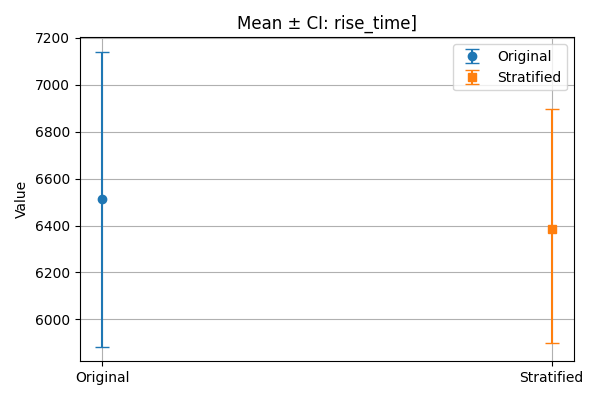 Mean ± CI: rise_time]
Original
Stratified
7200
7000
6800
6600
6400
6200
6000
Value
Original
Stratified